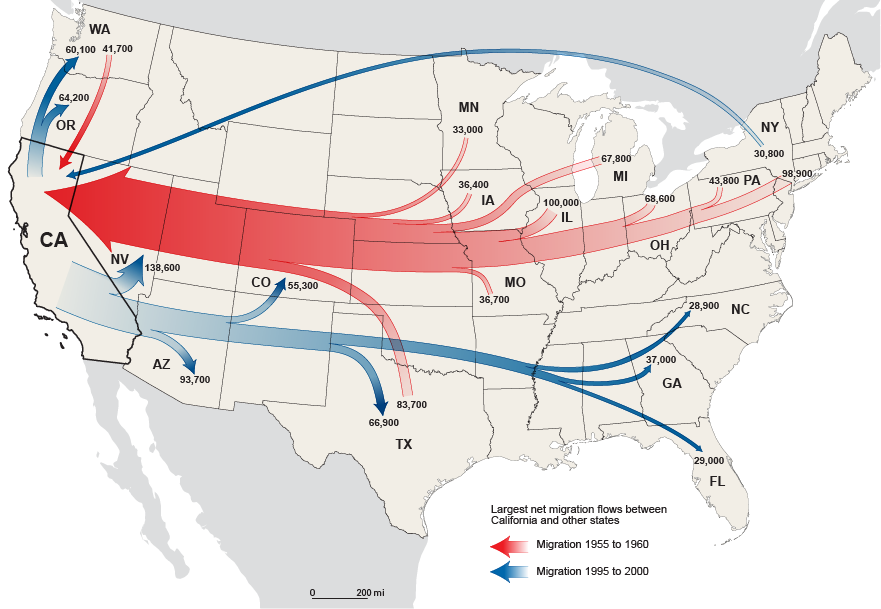 WA
60,100 41,700
64,200
OR
MN
33,000
NY
30,800
67,800
MI
36,400
IA
100,000
IL
68,600
43,800 PA
98,900
CA
OH
NV
138,600
CO
55,300
MO
36,700
28,900
NC
AZ
93,700
37,000
GA
83,700
66,900
TX
29,000
FL
Largest net migration flows between
California and other states
Migration 1955 to 1960
Migration 1995 to 2000
0 200 mi